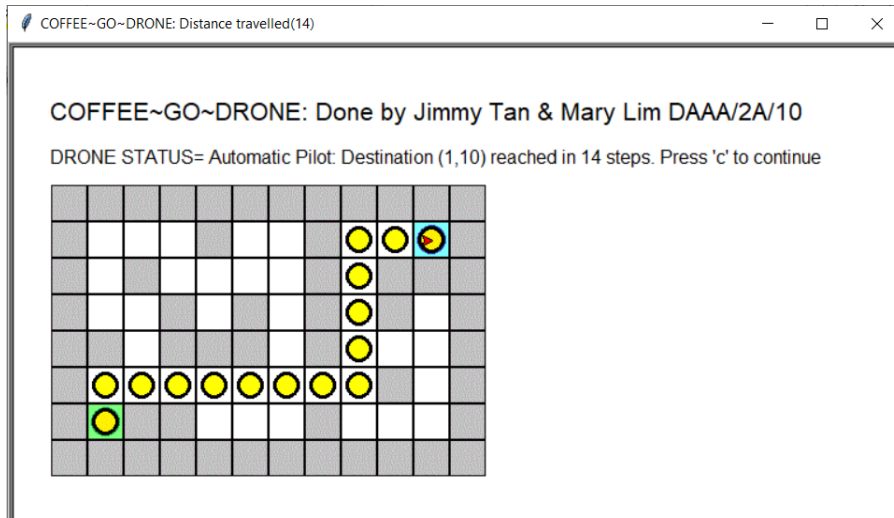 COFFEE~GO~DRONE: Distance travelled(14)
COFFEE~GO~DRONE: Done by Jimmy Tan & Mary Lim DAAA/2A/10
DRONE STATUS= Automatic Pilot: Destination (1,10) reached in 14 steps. Press 'c' to continue